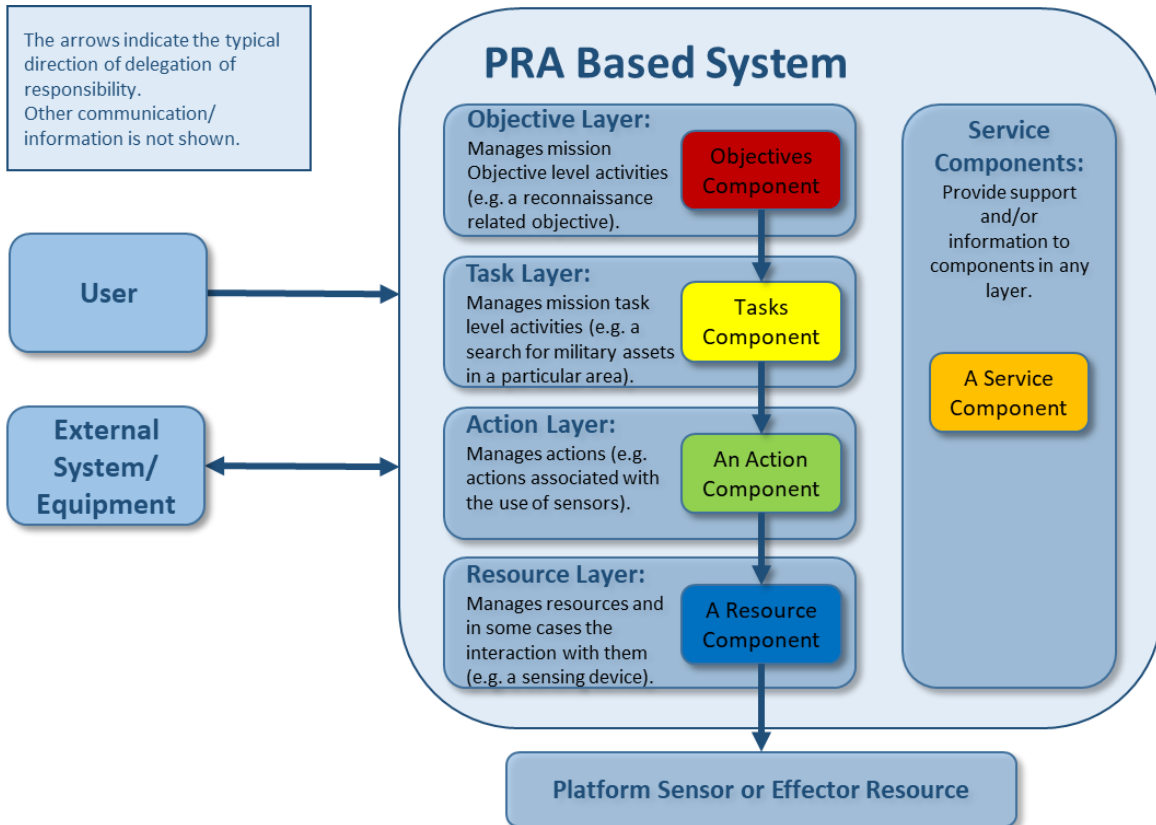 The arrows indicate the typical
direction of delegation of
responsibility.
Other communication/
information is not shown.
PRA Based System
Objective Layer:
Manages mission
Objective level activities
(e.g. a reconnaissance
related objective).
Objectives
Component
Service
Components:
Provide support
and/or
information to
components in any
layer.
User
Task Layer:
Manages mission task
level activities (e.g. a
search for military assets
in a particular area).
Tasks
Component
A Service
Component
External
System/
Equipment
Action Layer:
Manages actions (e.g.
actions associated with
the use of sensors).
An Action
Component
Resource Layer:
Manages resources and
in some cases the
interaction with them
(e.g. a sensing device).
A Resource
Component
Platform Sensor or Effector Resource